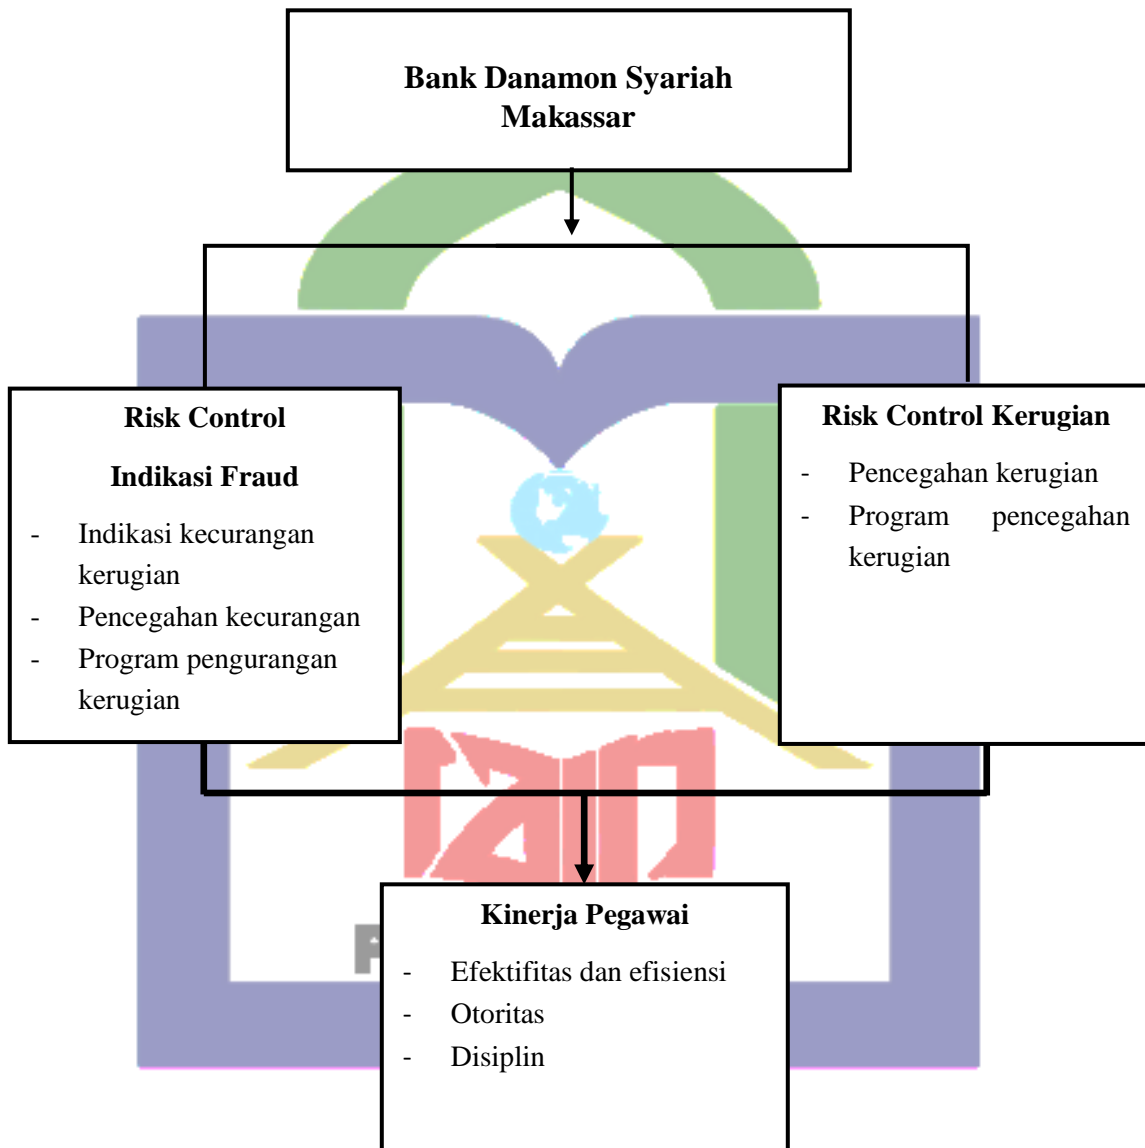 Bank Danamon Syariah
Makassar
Risk Control
Indikasi Fraud
- Indikasi kecurangan
kerugian
- Pencegahan kecurangan
- Program pengurangan
kerugian
Risk Control Kerugian
- Pencegahan kerugian
- Program pencegahan
kerugian
Kinerja Pegawai
- Efektifitas dan efisiensi
- Otoritas
- Disiplin